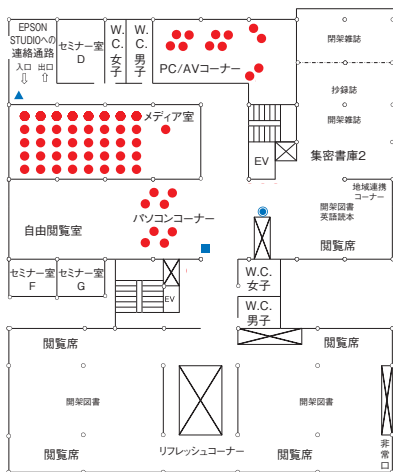 EPSON
STUDIOへの
連絡通路
入口 出口
⇩ ⇧
セミナー室
D
W.C.
女子
W.C.
男子
PC/AVコーナー
閉架雑誌
抄録誌
開架雑誌
集密書庫2
EV
メディア室
地域連携
コーナー
開架図書
英語読本
閲覧席
自由閲覧室
パソコンコーナー
セミナー室
F
セミナー室
G
EV
W.C.
女子
W.C.
男子
閲覧席
閲覧席
開架図書
開架図書
閲覧席
リフレッシュコーナー
閲覧席
非常口